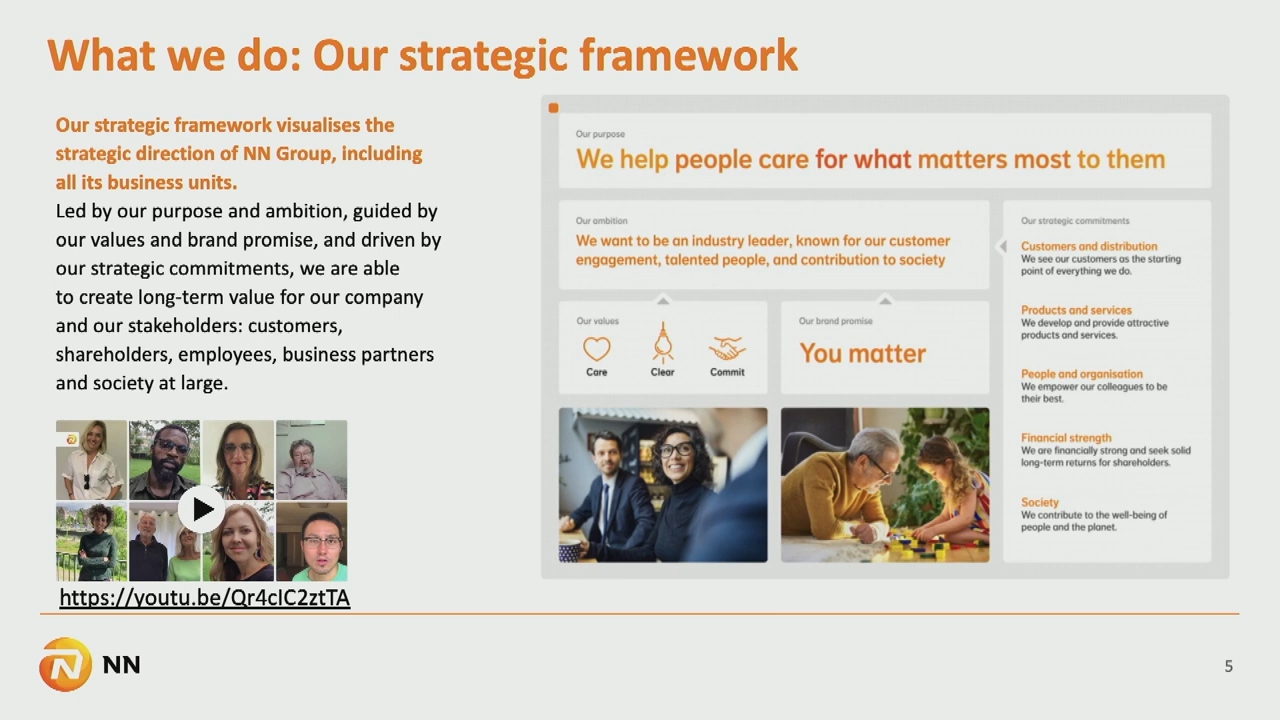 What we do: Our strategic framework
Our strategic framework visualises the
strategic direction of NN Group, including
all its business units.
Led by our purpose and ambition, guided by
our values and brand promise, and driven by
our strategic commitments, we are able
to create long-term value for our company
and our stakeholders: customers,
shareholders, employees, business partners
and society at large.
https://youtu.be/Qr4cIC2ztTA
Our purpose
We help people care for what matters most to them
Our ambition
We want to be an industry leader, known for our customer
engagement, talented people, and contribution to society
Our values
Care
Clear
Commit
Our brand promise
You matter
Our strategic commitments
Customers and distribution
We see our customers as the starting
point of everything we do.
Products and services
We develop and provide attractive
products and services.
People and organisation
We empower our colleagues to be
their best.
Financial strength
We are financially strong and seek solid
long-term returns for shareholders.
Society
We contribute to the well-being of
people and the planet.
NN
5